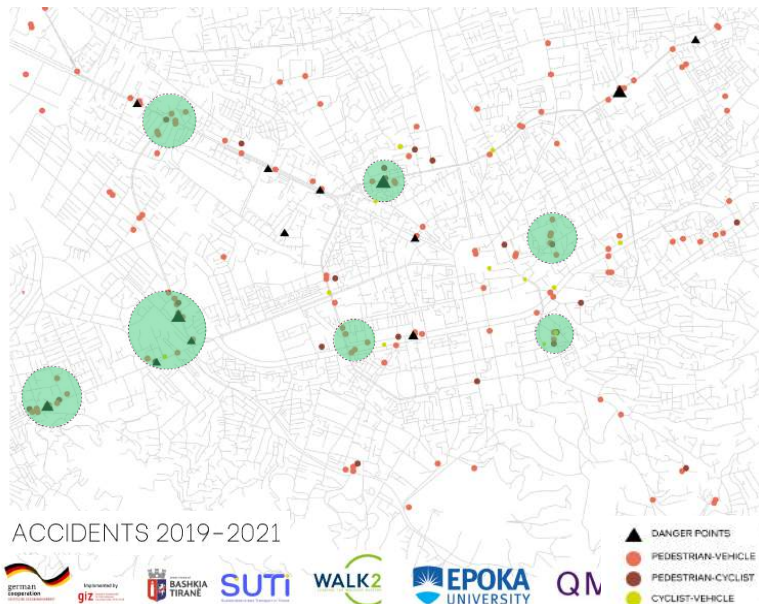 ACCIDENTS 2019-2021
DANGER POINTS
PEDESTRIAN-VEHICLE
PEDESTRIAN-CYCLIST
CYCLIST-VEHICLE
german
cooperation
Implemented by
giz
BASHKIA
TIRANË
SUTi
WALK2
EPOKA
UNIVERSITY
QM